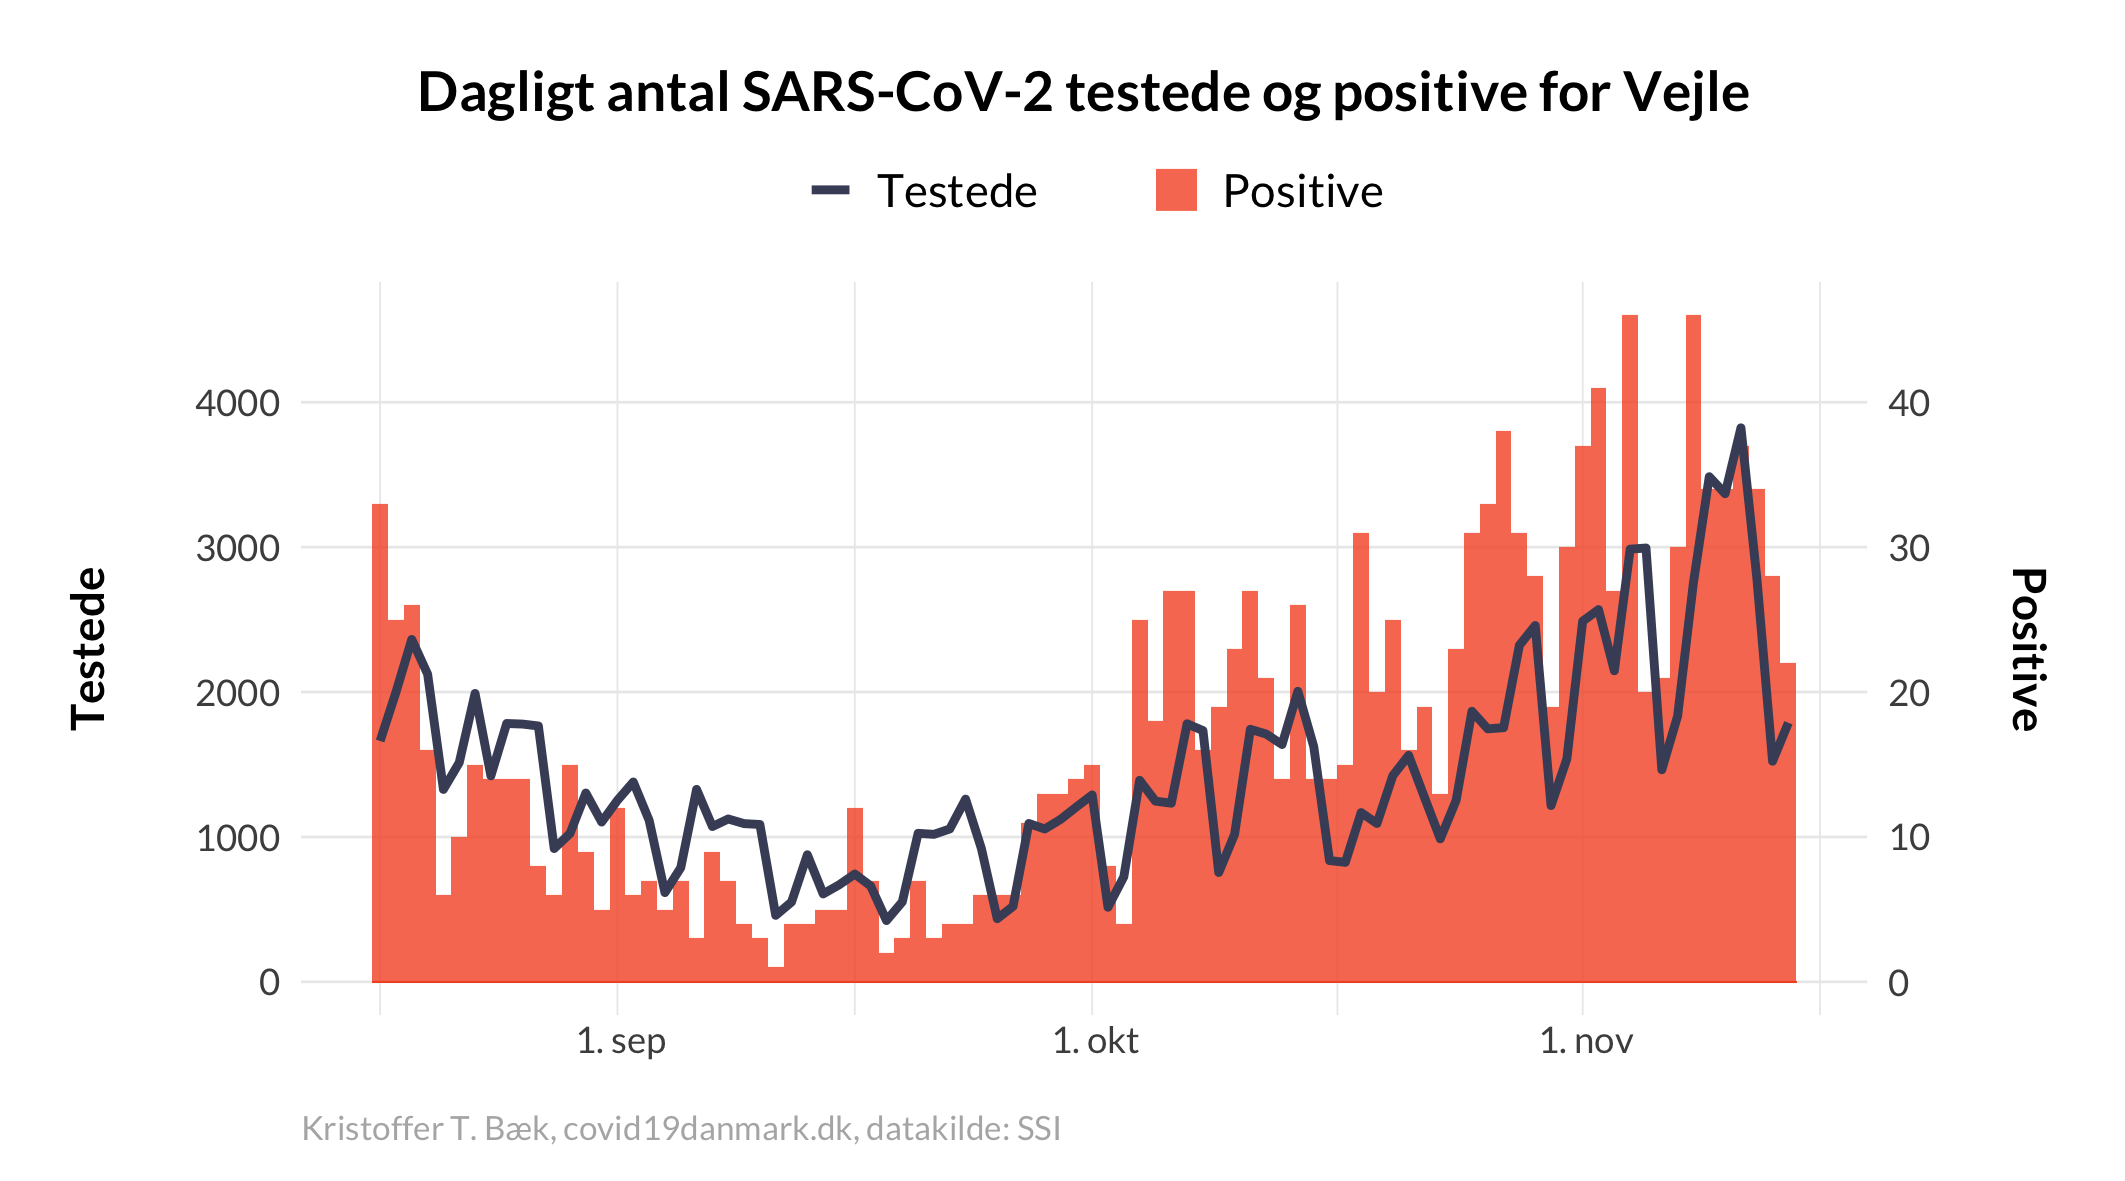 Dagligt antal SARS-CoV-2 testede og positive for Vejle
Testede
Positive
4000
3000
2000
1000
0
Testede
40
30
20
10
0
Positive
1. sep
1. okt
1. nov
Kristoffer T. Bæk, covid19danmark.dk, datakilde: SSI